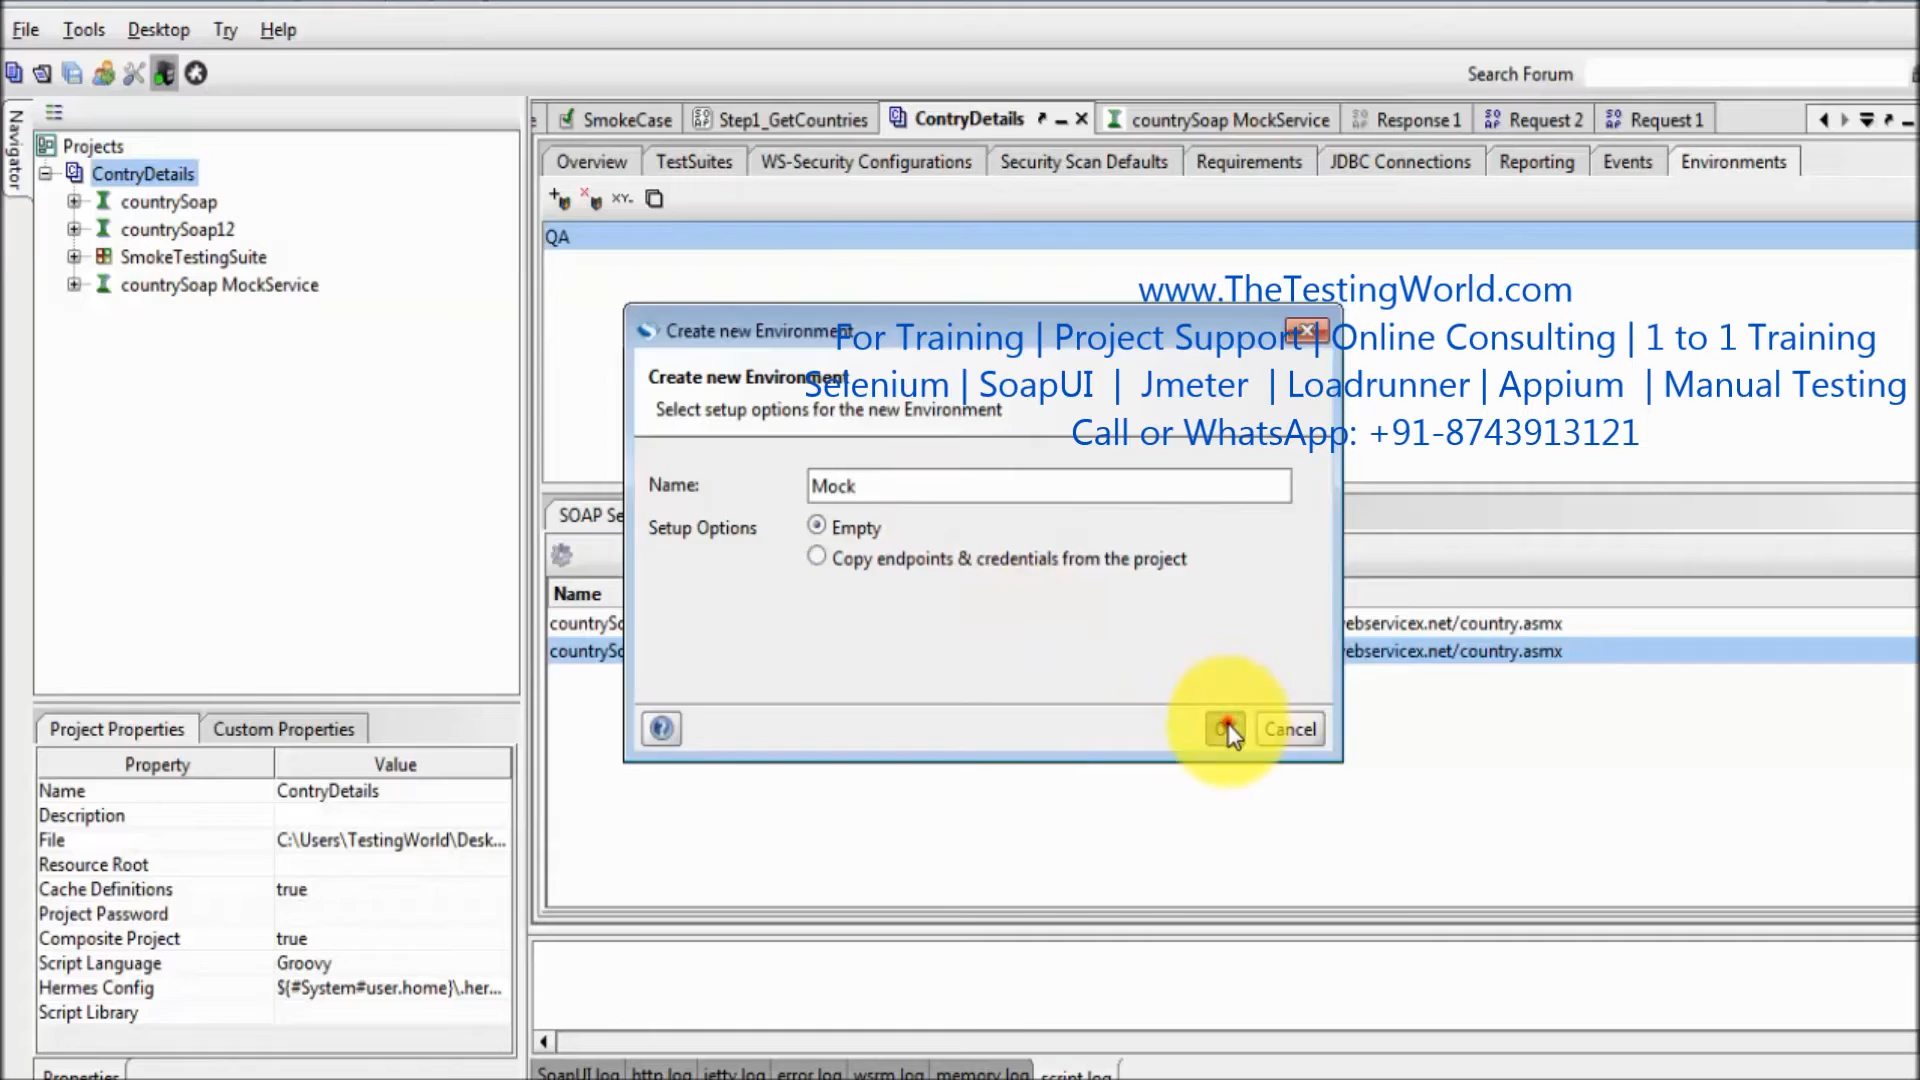 File Tools Desktop Try Help
Search Forum
Navigator
SmokeCase Step1_GetCountries ContryDetails countrySoap MockService Response 1 Request 2 Request 1
Projects
ContryDetails
countrySoap
countrySoap12
SmokeTestingSuite
countrySoap MockService
Overview TestSuites WS-Security Configurations Security Scan Defaults Requirements JDBC Connections Reporting Events Environments
XY-
QA
www.TheTestingWorld.com
For Training | Project Support | Online Consulting | 1 to 1 Training
Selenium | SoapUI | Jmeter | Loadrunner | Appium | Manual Testing
Call or WhatsApp: +91-8743913121
Create new Environment
Create new Environment
Select setup options for the new Environment
Name: Mock
Setup Options Empty
Copy endpoints & credentials from the project
Cancel
SOAP Se
Name
countrySo ebservicex.net/country.asmx
countrySo ebservicex.net/country.asmx
Project Properties Custom Properties
Property Value
Name ContryDetails
Description
File C:\Users\TestingWorld\Desk...
Resource Root
Cache Definitions true
Project Password
Composite Project true
Script Language Groovy
Hermes Config ${#System#user.home}\.her...
Script Library
Properties
SoapUI log http log jetty log error log wsrm log memory log script log